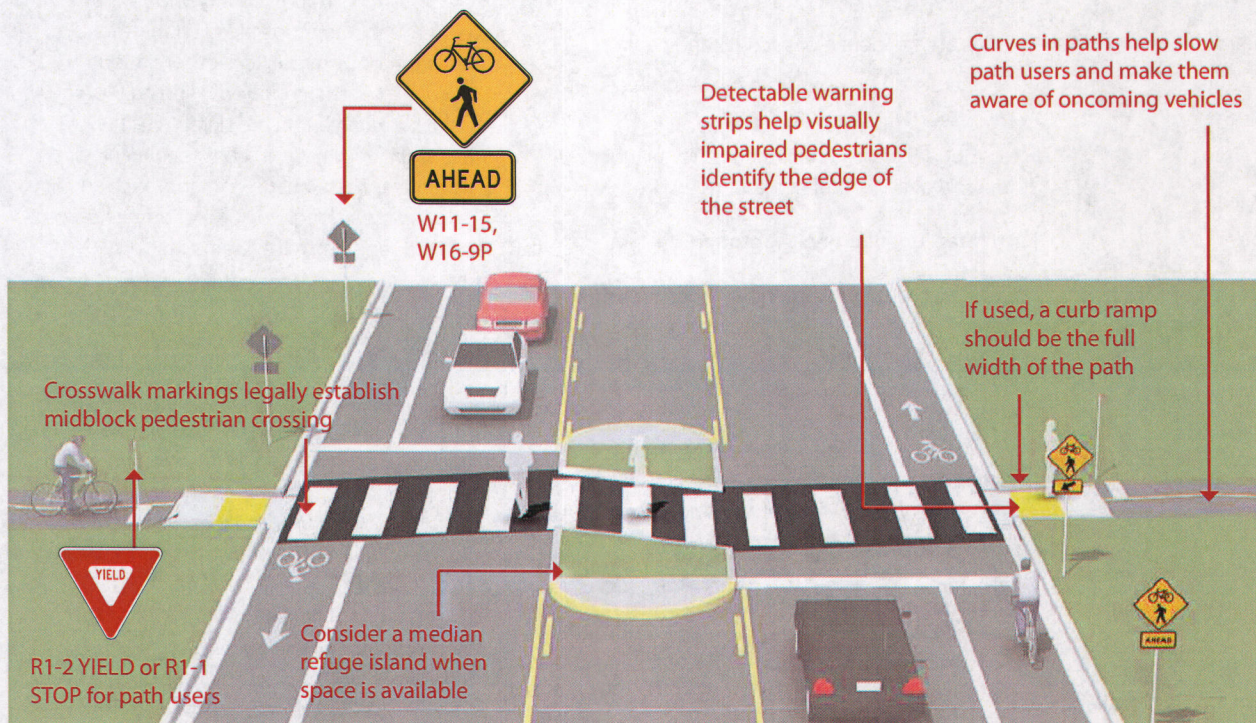 AHEAD
W11-15,
W16-9P
Detectable warning
strips help visually
impaired pedestrians
identify the edge of
the street
Curves in paths help slow
path users and make them
aware of oncoming vehicles
If used, a curb ramp
should be the full
width of the path
Crosswalk markings legally establish
midblock pedestrian crossing
YIELD
R1-2 YIELD or R1-1
STOP for path users
Consider a median
refuge island when
space is available
AHEAD